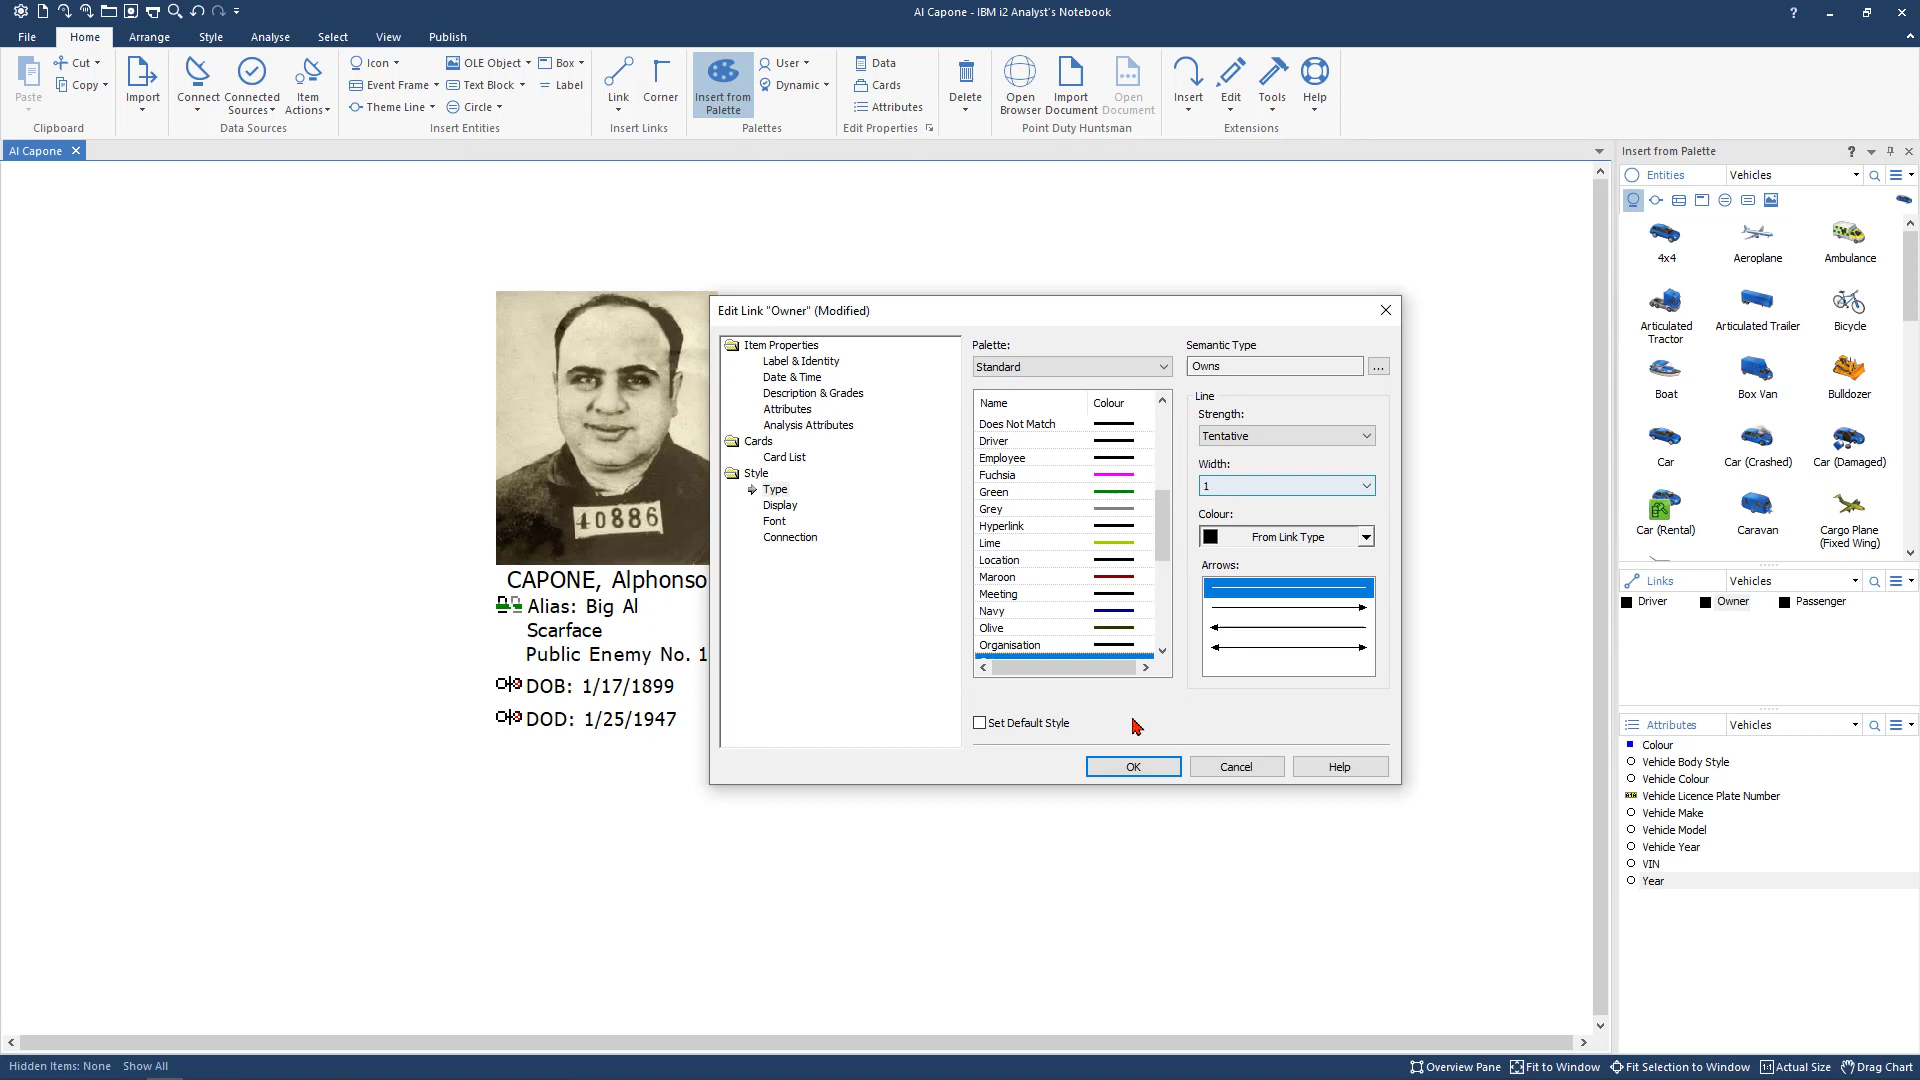 Al Capone - IBM i2 Analyst's Notebook
File Home Arrange Style Analyse Select View Publish
Paste
Cut
Copy
Clipboard
Import
Connect
Connected Sources
Item Actions
Data Sources
Icon
Event Frame
Theme Line
OLE Object
Text Block
Circle
Box
Label
Insert Entities
Link
Corner
Insert Links
Insert from Palette
User
Dynamic
Palettes
Data
Cards
Attributes
Edit Properties
Delete
Open Browser
Import Document
Open Document
Point Duty Huntsman
Insert
Edit
Tools
Help
Extensions
Al Capone
40886
CAPONE, Alphonso
Alias: Big Al
Scarface
Public Enemy No. 1
DOB: 1/17/1899
DOD: 1/25/1947
Edit Link "Owner" (Modified)
Item Properties
Label & Identity
Date & Time
Description & Grades
Attributes
Analysis Attributes
Cards
Card List
Style
Type
Display
Font
Connection
Palette:
Standard
Name Colour
Does Not Match
Driver
Employee
Fuchsia
Green
Grey
Hyperlink
Lime
Location
Maroon
Meeting
Navy
Olive
Organisation
Set Default Style
Semantic Type
Owns
...
Line
Strength:
Tentative
Width:
1
Colour:
From Link Type
Arrows:
OK Cancel Help
Insert from Palette
Entities Vehicles
4x4 Aeroplane Ambulance
Articulated Tractor Articulated Trailer Bicycle
Boat Box Van Bulldozer
Car Car (Crashed) Car (Damaged)
Car (Rental) Caravan Cargo Plane (Fixed Wing)
Links Vehicles
Driver Owner Passenger
Attributes Vehicles
Colour
Vehicle Body Style
Vehicle Colour
Vehicle Licence Plate Number
Vehicle Make
Vehicle Model
Vehicle Year
VIN
Year
Hidden Items: None Show All
Overview Pane Fit to Window Fit Selection to Window 1:1 Actual Size Drag Chart